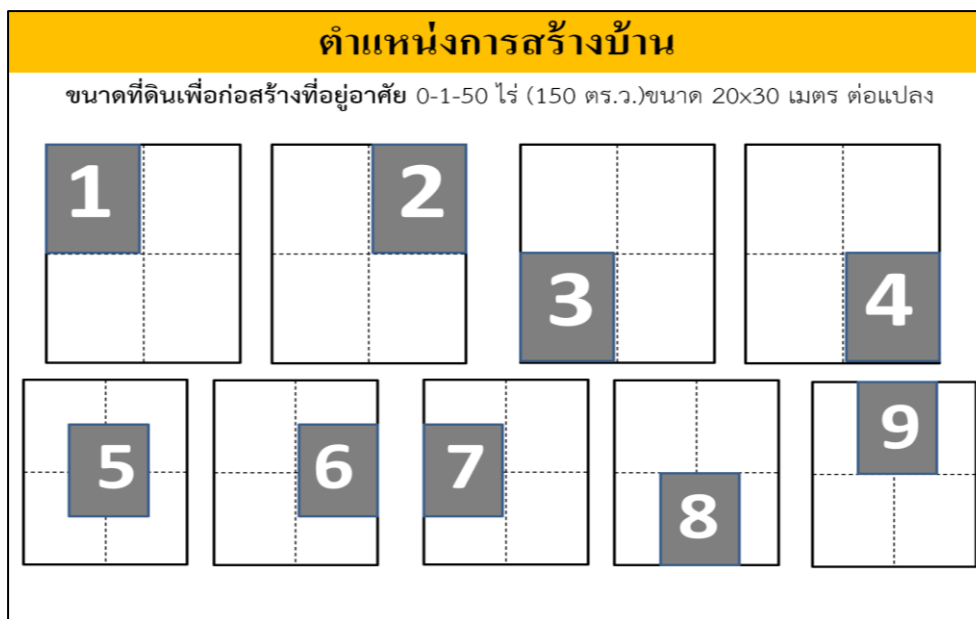 ตำแหน่งการสร้างบ้าน
ขนาดที่ดินเพื่อก่อสร้างที่อยู่อาศัย 0-1-50 ไร่ (150 ตร.ว.)ขนาด 20x30 เมตร ต่อแปลง
1 2 3 4
5 6 7 8 9